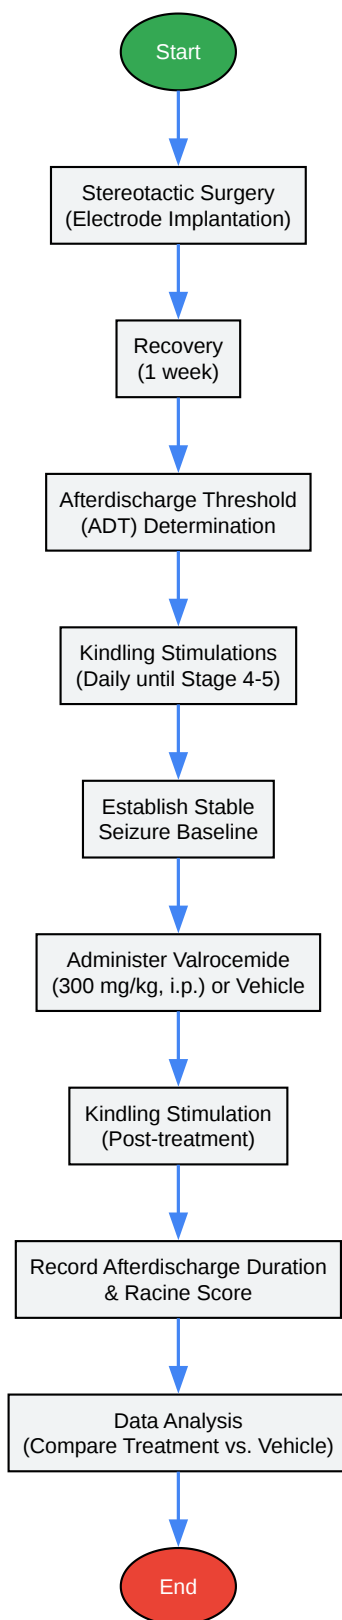 Start
Stereotactic Surgery
(Electrode Implantation)
Recovery
(1 week)
Afterdischarge Threshold
(ADT) Determination
Kindling Stimulations
(Daily until Stage 4-5)
Establish Stable
Seizure Baseline
Administer Valrocemide
(300 mg/kg, i.p.) or Vehicle
Kindling Stimulation
(Post-treatment)
Record Afterdischarge Duration
& Racine Score
Data Analysis
(Compare Treatment vs. Vehicle)
End